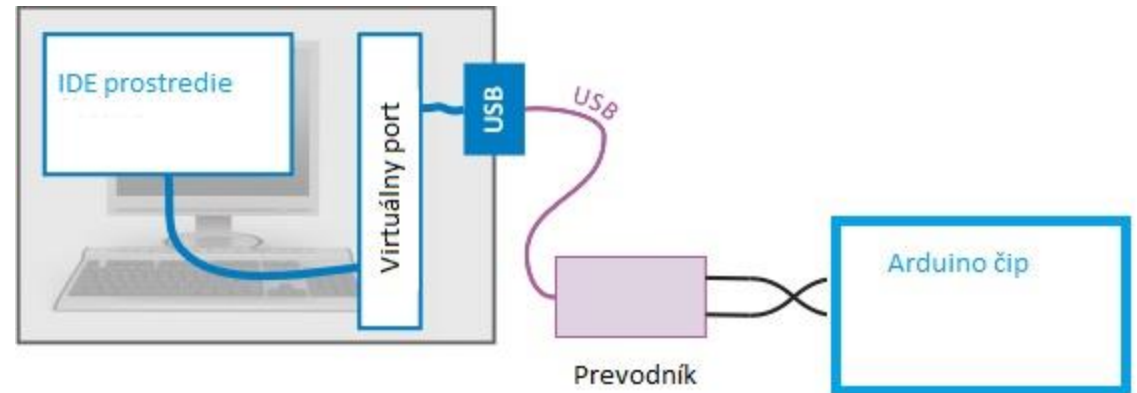 IDE prostredie
Virtuálny port
USB
USB
Prevodník
Arduino čip